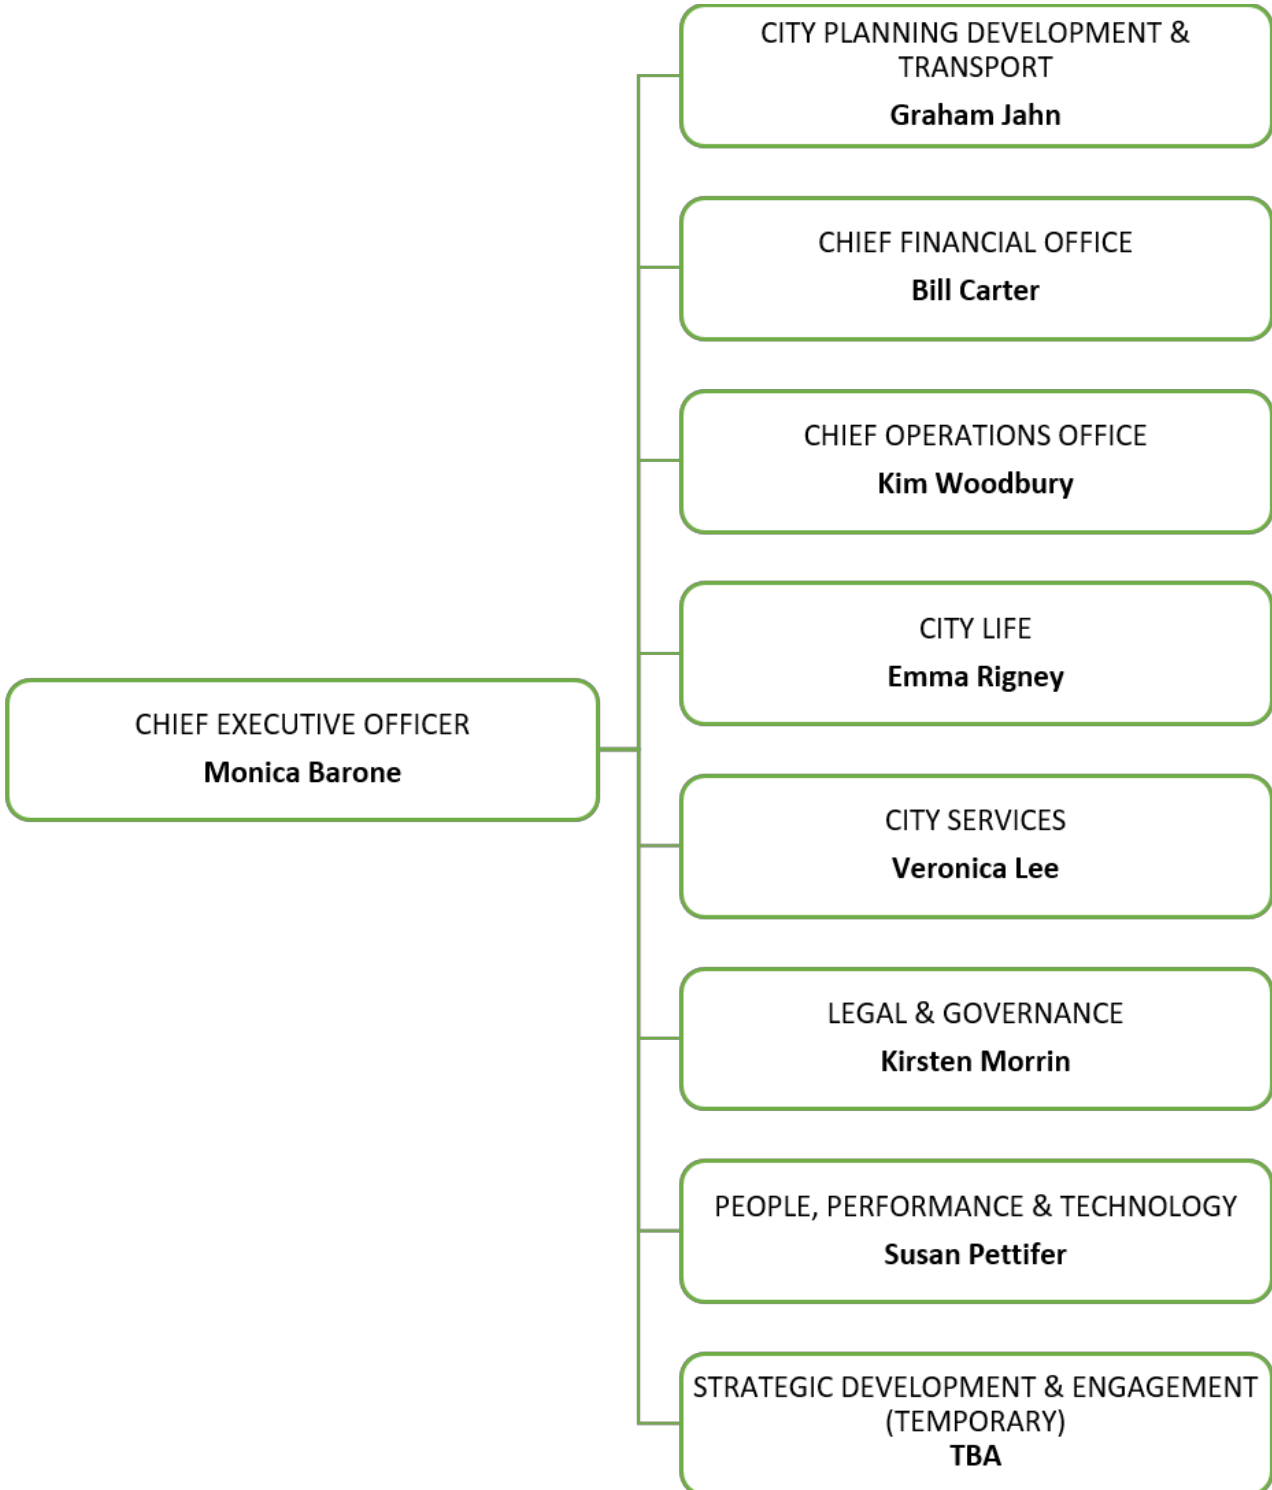 CITY PLANNING DEVELOPMENT &
TRANSPORT
Graham Jahn
CHIEF FINANCIAL OFFICE
Bill Carter
CHIEF OPERATIONS OFFICE
Kim Woodbury
CITY LIFE
Emma Rigney
CHIEF EXECUTIVE OFFICER
Monica Barone
CITY SERVICES
Veronica Lee
LEGAL & GOVERNANCE
Kirsten Morrin
PEOPLE, PERFORMANCE & TECHNOLOGY
Susan Pettifer
STRATEGIC DEVELOPMENT & ENGAGEMENT
(TEMPORARY)
TBA